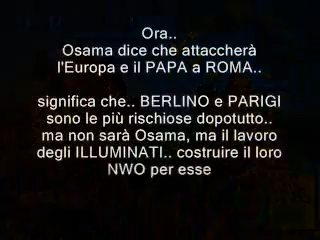 Ora..
Osama dice che attaccherà
l'Europa e il PAPA a ROMA..
significa che.. BERLINO e PARIGI
sono le più rischiose dopotutto..
ma non sarà Osama, ma il lavoro
degli ILLUMINATI.. costruire il loro
NWO per esse